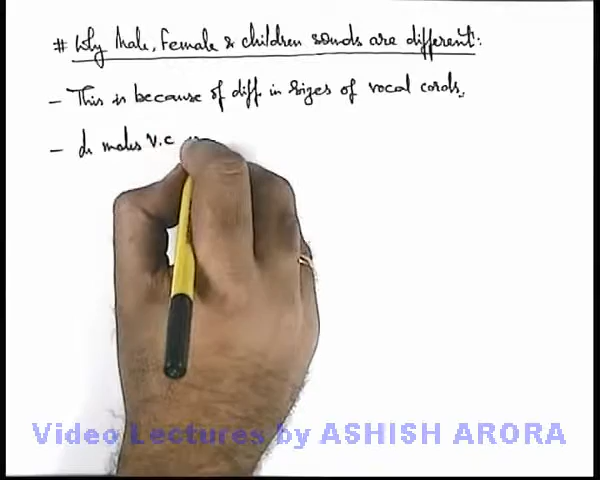 # Why Male, Female & children sounds are different:
- This is because of diff. in sizes of vocal cords.
- In males V.C
Video Lectures by ASHISH ARORA